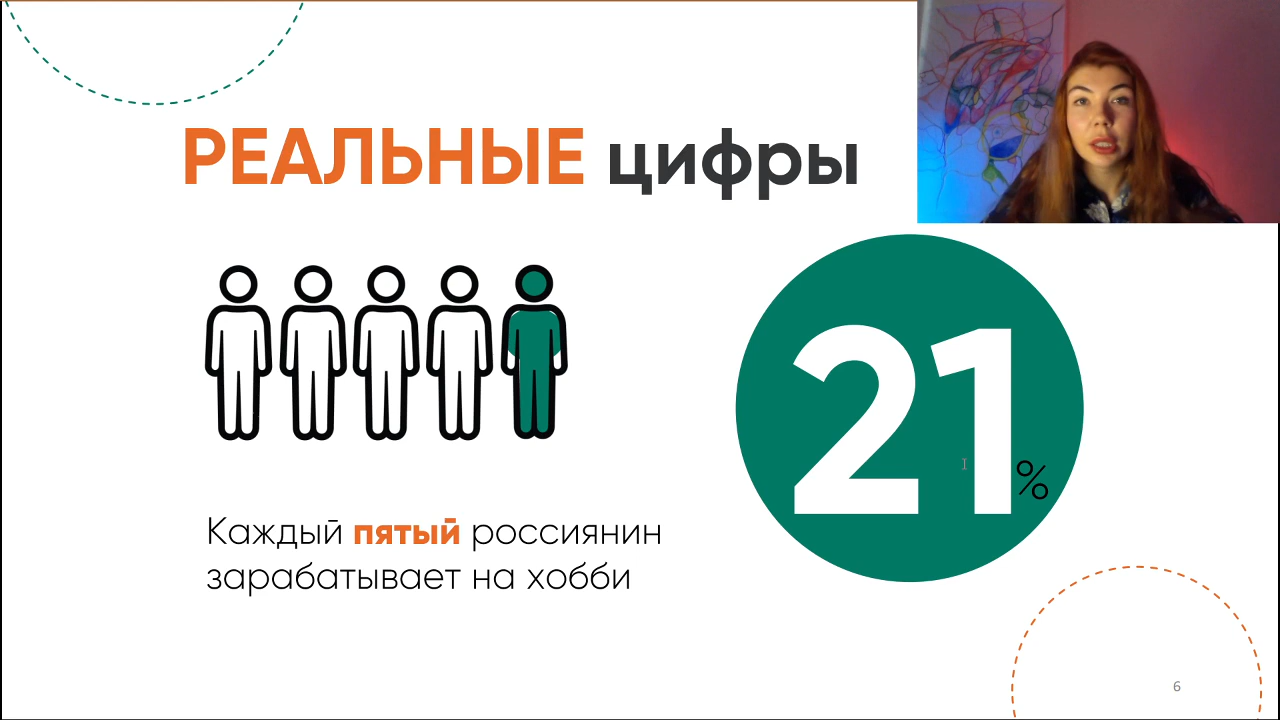 РЕАЛЬНЫЕ цифры
21%
Каждый пятый россиянин
зарабатывает на хобби
6